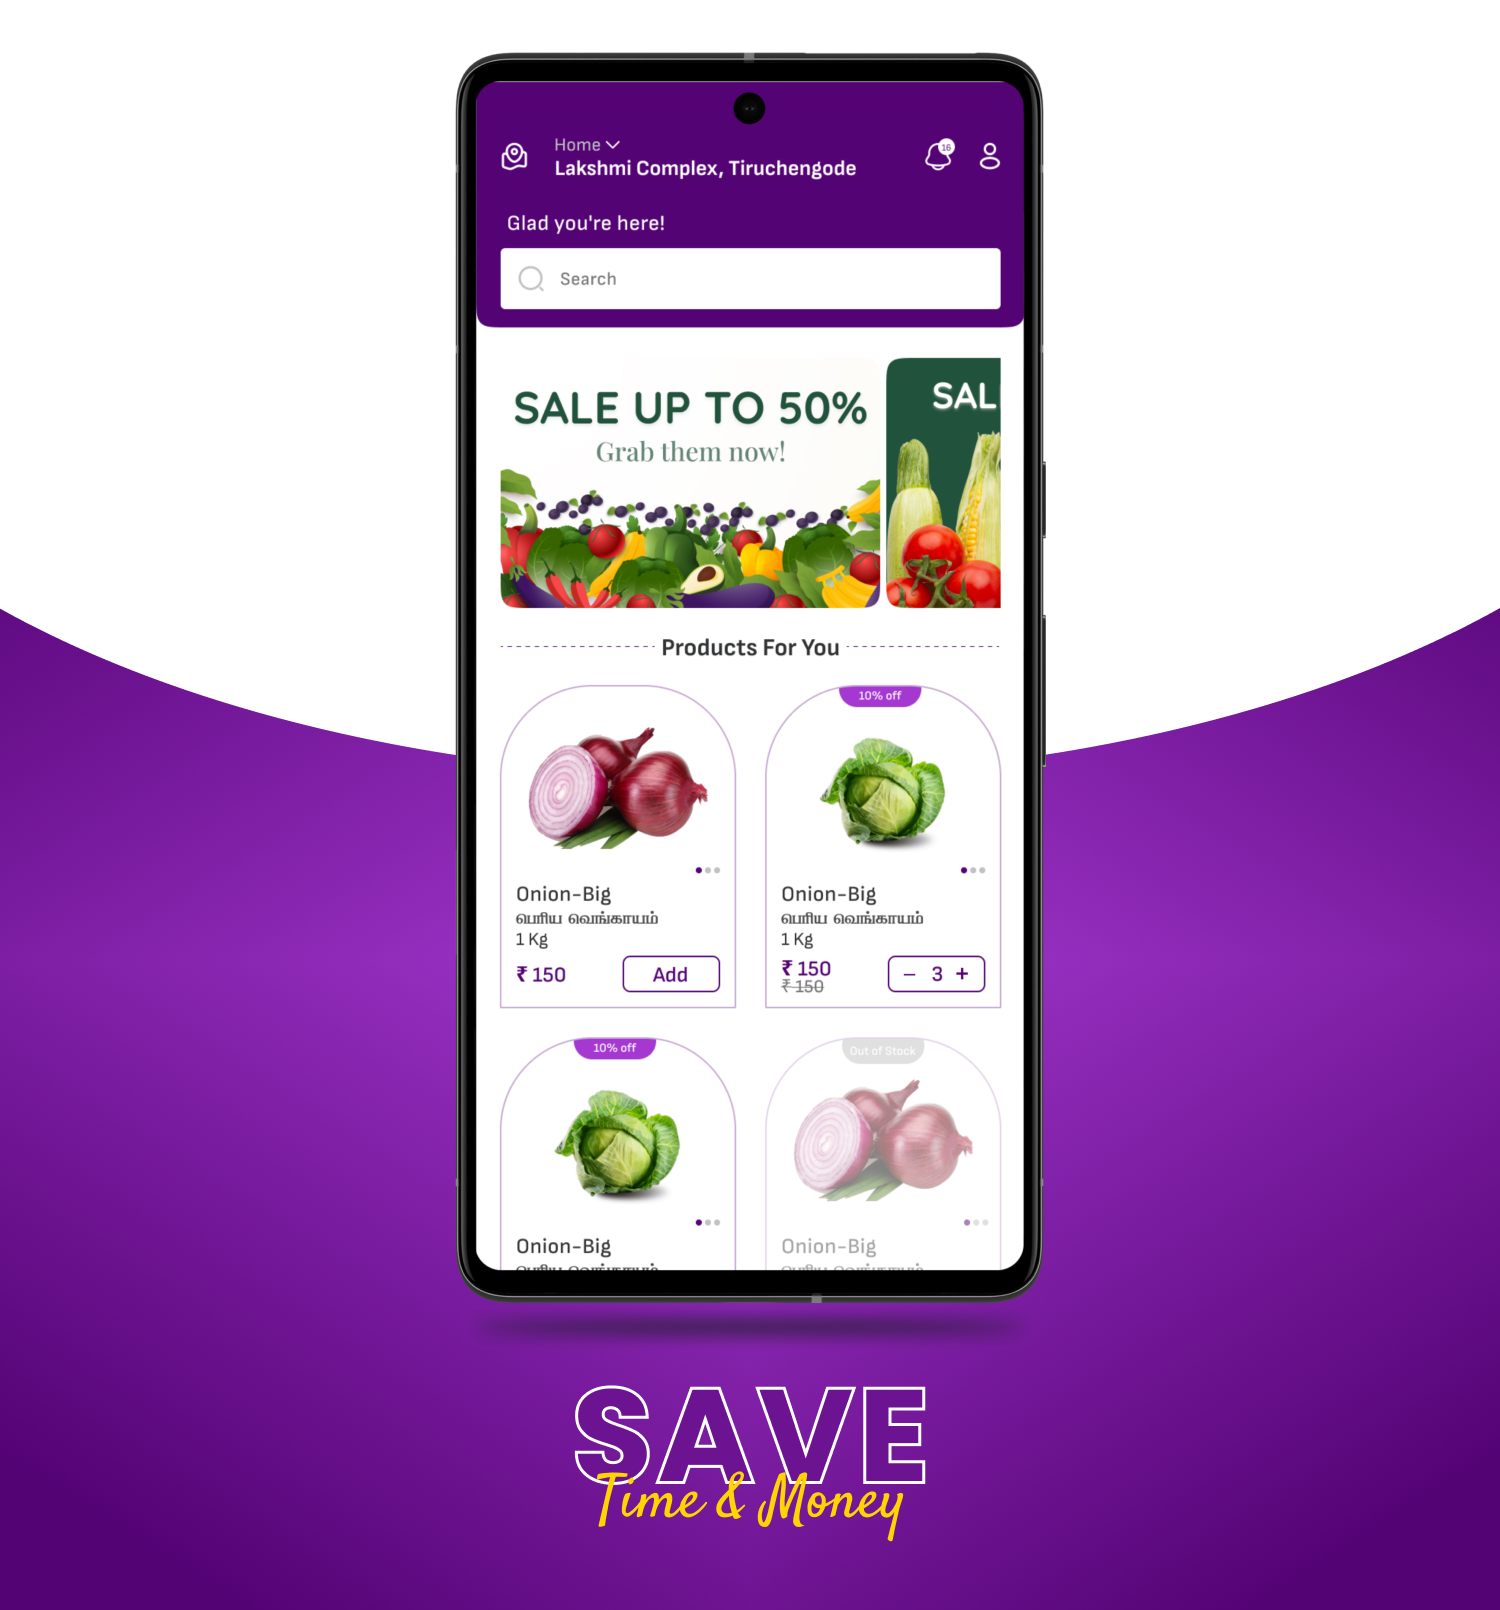 Home
Lakshmi Complex, Tiruchengode
16
Glad you're here!
Search
SALE UP TO 50%
Grab them now!
SAL
Products For You
Onion-Big
பெரிய வெங்காயம்
1 Kg
₹ 150
Add
10% off
Onion-Big
பெரிய வெங்காயம்
1 Kg
₹ 150
₹ 150
– 3 +
10% off
Onion-Big
பெரிய வெங்காயம்
Out of Stock
Onion-Big
பெரிய வெங்காயம்
SAVE
Time & Money